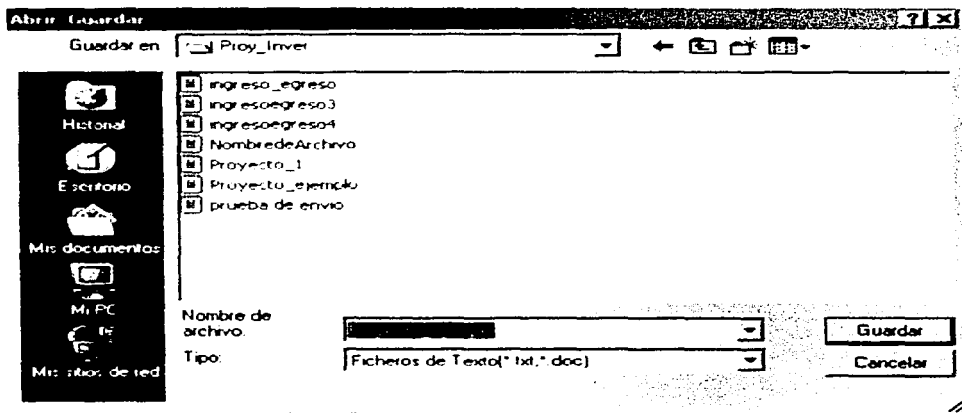 Abrir Guardar
Guardar en
Proy_Inver
ingreso_egreso
ingresoegreso3
ingresoegreso4
NombredeArchivo
Proyecto_1
Proyecto_ejemplo
prueba de envio
Historial
Escritorio
Mis documentos
Mi PC
Mis sitios de red
Nombre de
archivo:
Guardar
Tipo:
Ficheros de Texto(*.txt,*.doc)
Cancelar